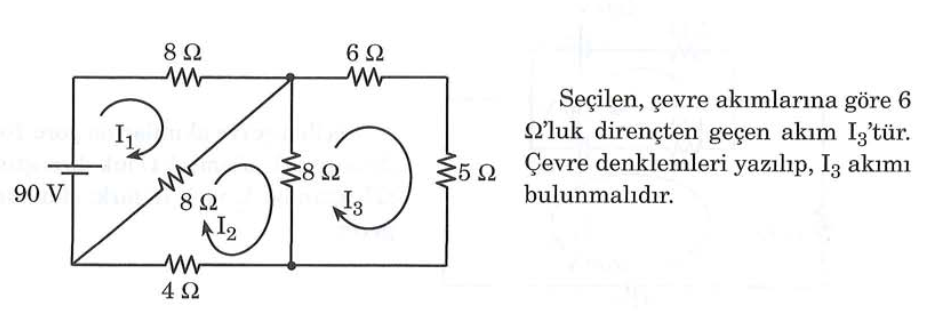 8 Ω
6 Ω
I₁
90 V
8 Ω
I₂
8 Ω
I₃
5 Ω
4 Ω
Seçilen, çevre akımlarına göre 6
Ω'luk dirençten geçen akım I₃'tür.
Çevre denklemleri yazılıp, I₃ akımı
bulunmalıdır.